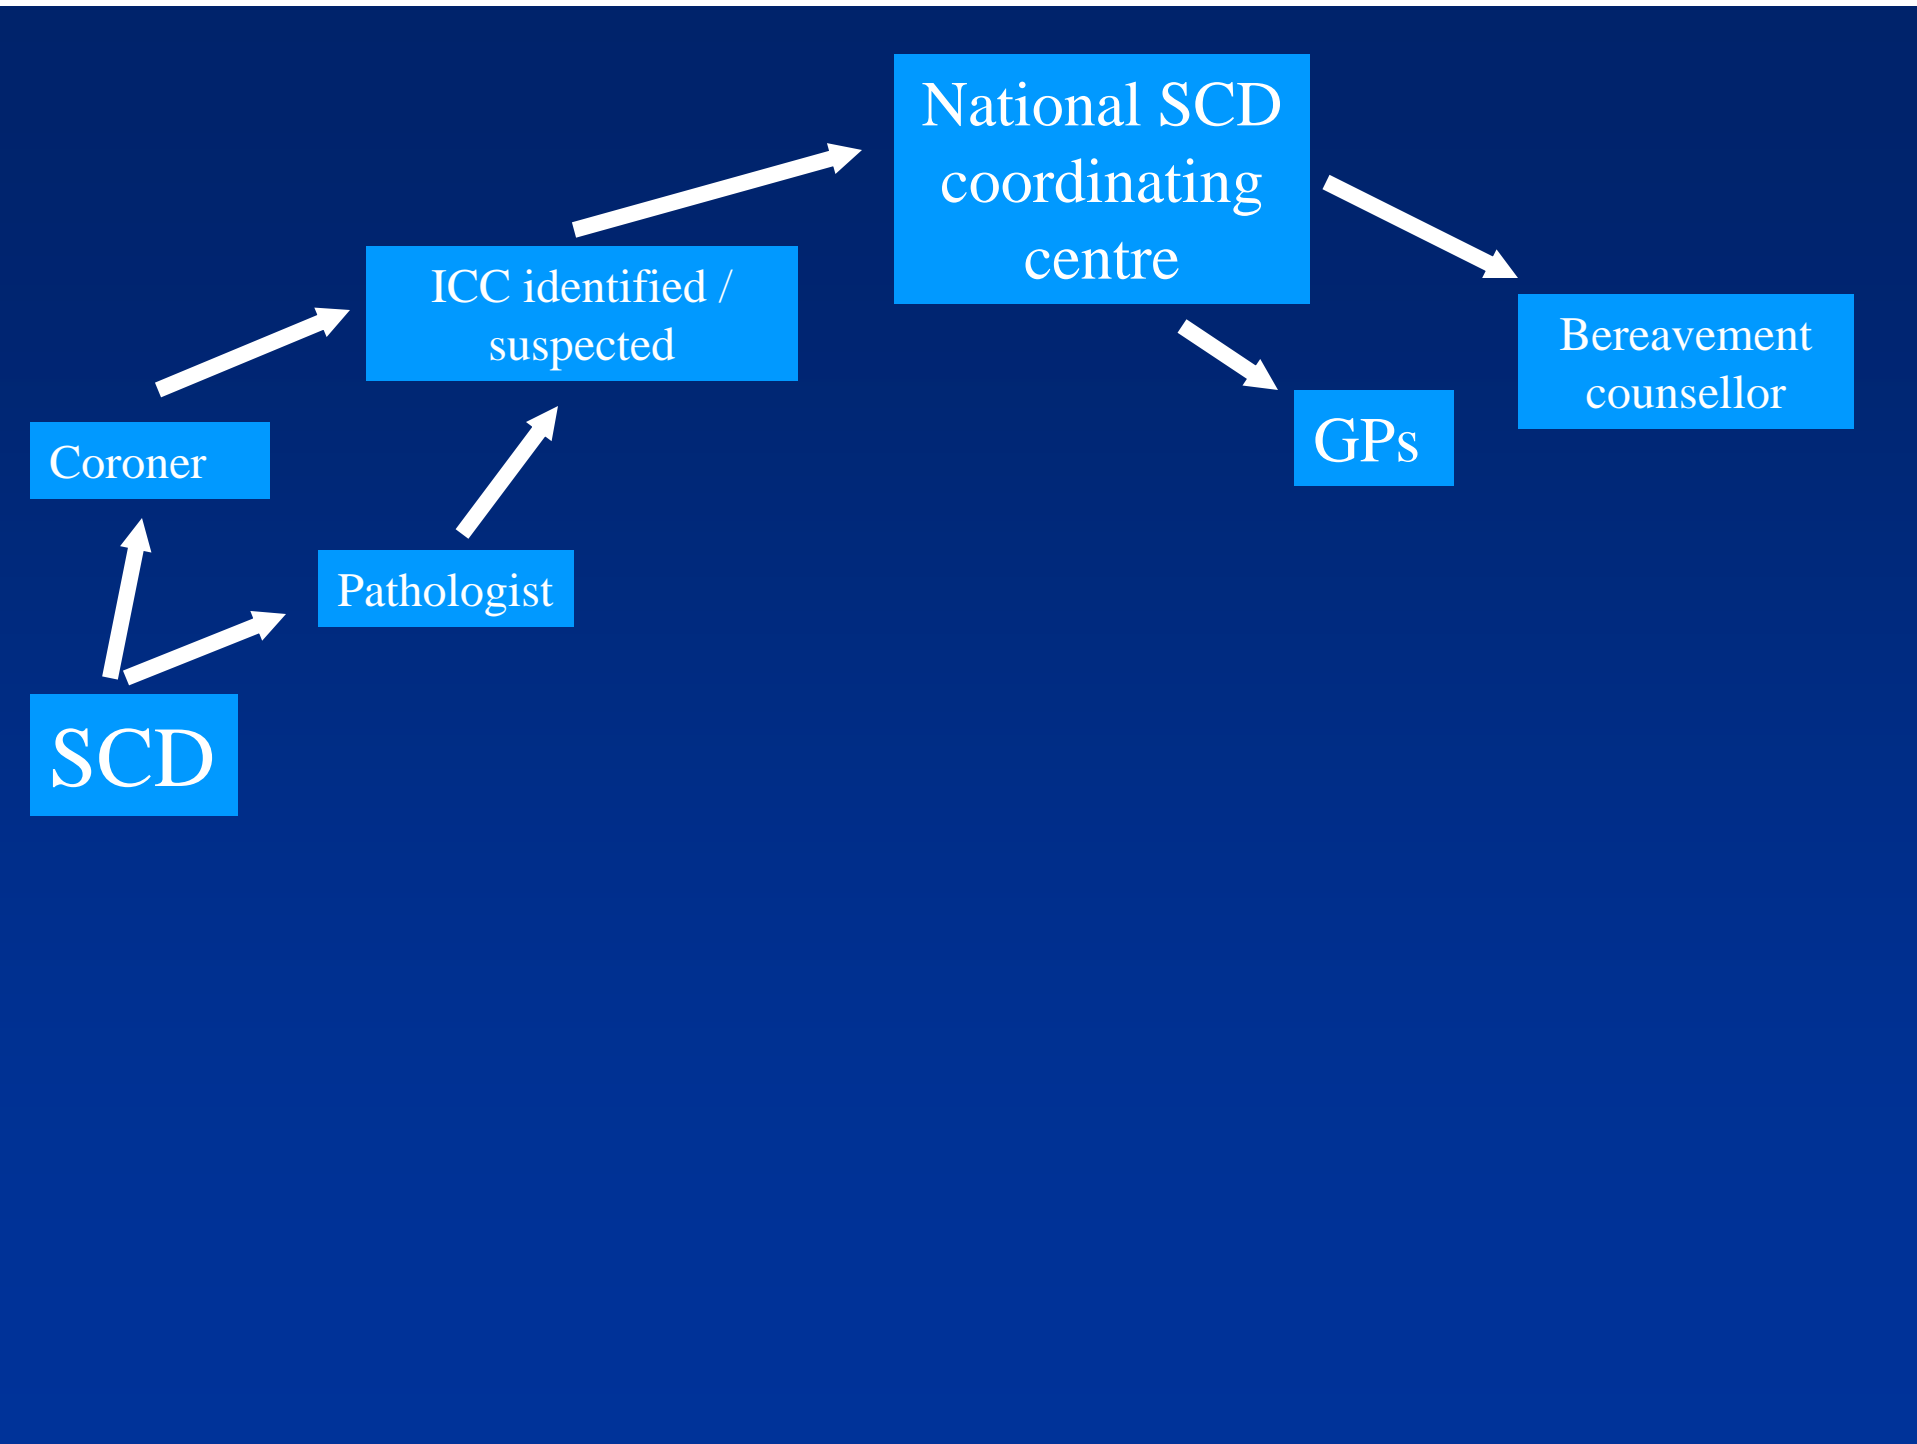 National SCD
coordinating
centre
ICC identified /
suspected
Bereavement
counsellor
GPs
Coroner
Pathologist
SCD